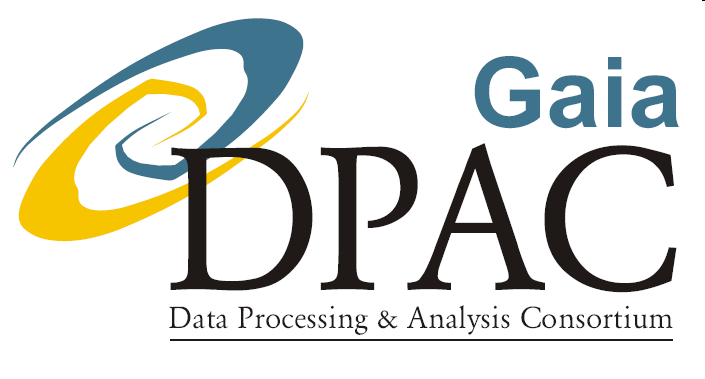 Gaia
DPAC
Data Processing & Analysis Consortium